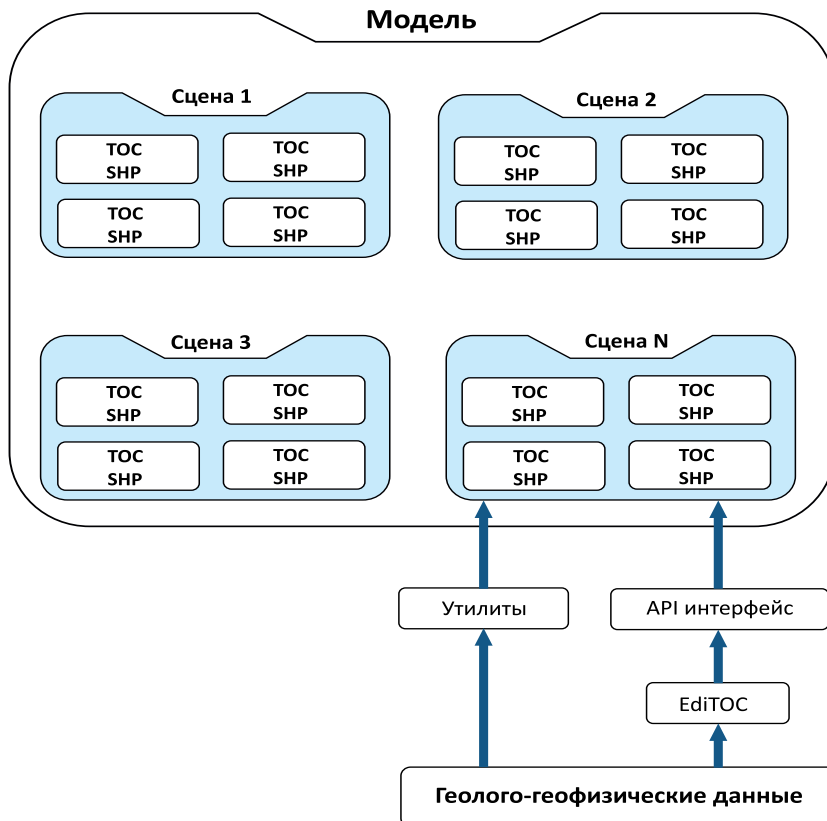 Модель
Сцена 1
TOC
SHP
TOC
SHP
TOC
SHP
TOC
SHP
Сцена 2
TOC
SHP
TOC
SHP
TOC
SHP
TOC
SHP
Сцена 3
TOC
SHP
TOC
SHP
TOC
SHP
TOC
SHP
Сцена N
TOC
SHP
TOC
SHP
TOC
SHP
TOC
SHP
Утилиты
API интерфейс
EdiTOC
Геолого-геофизические данные